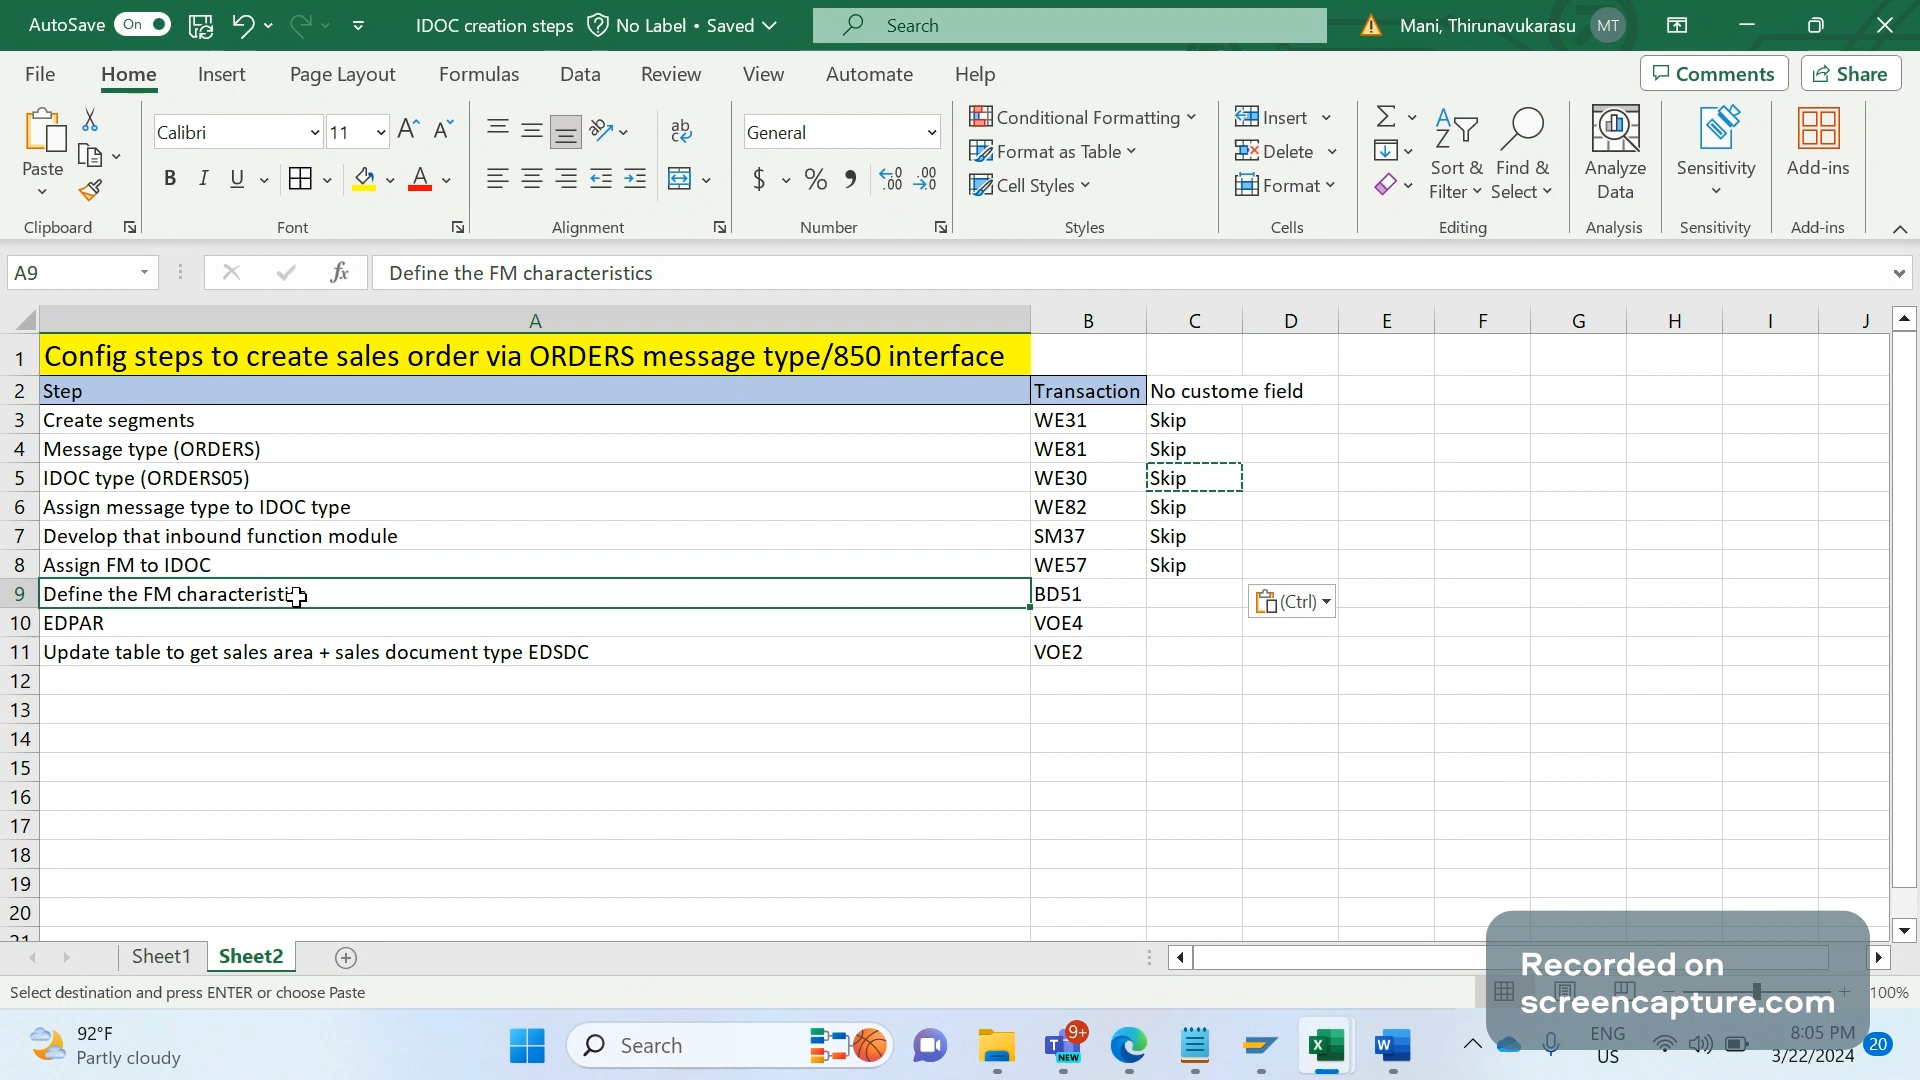 AutoSave On IDOC creation steps No Label • Saved Search Mani, Thirunavukarasu MT
File Home Insert Page Layout Formulas Data Review View Automate Help Comments Share
Paste
Calibri 11
B I U A
ab
General
$ %
Conditional Formatting
Format as Table
Cell Styles
Insert
Delete
Format
Sort & Filter
Find & Select
Analyze Data
Sensitivity
Add-ins
Clipboard Font Alignment Number Styles Cells Editing Analysis Sensitivity Add-ins
A9 fx Define the FM characteristics
A B C D E F G H I J
1 Config steps to create sales order via ORDERS message type/850 interface
2 Step Transaction No custome field
3 Create segments WE31 Skip
4 Message type (ORDERS) WE81 Skip
5 IDOC type (ORDERS05) WE30 Skip
6 Assign message type to IDOC type WE82 Skip
7 Develop that inbound function module SM37 Skip
8 Assign FM to IDOC WE57 Skip
9 Define the FM characteristi BD51 (Ctrl)
10 EDPAR VOE4
11 Update table to get sales area + sales document type EDSDC VOE2
12
13
14
15
16
17
18
19
20
21
Sheet1 Sheet2
Select destination and press ENTER or choose Paste 100%
Recorded on
screencapture.com
92°F
Partly cloudy
Search
9+
NEW
ENG
US
8:05 PM
3/22/2024
20